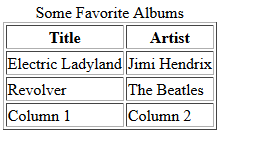 Some Favorite Albums
Title Artist
Electric Ladyland Jimi Hendrix
Revolver The Beatles
Column 1 Column 2